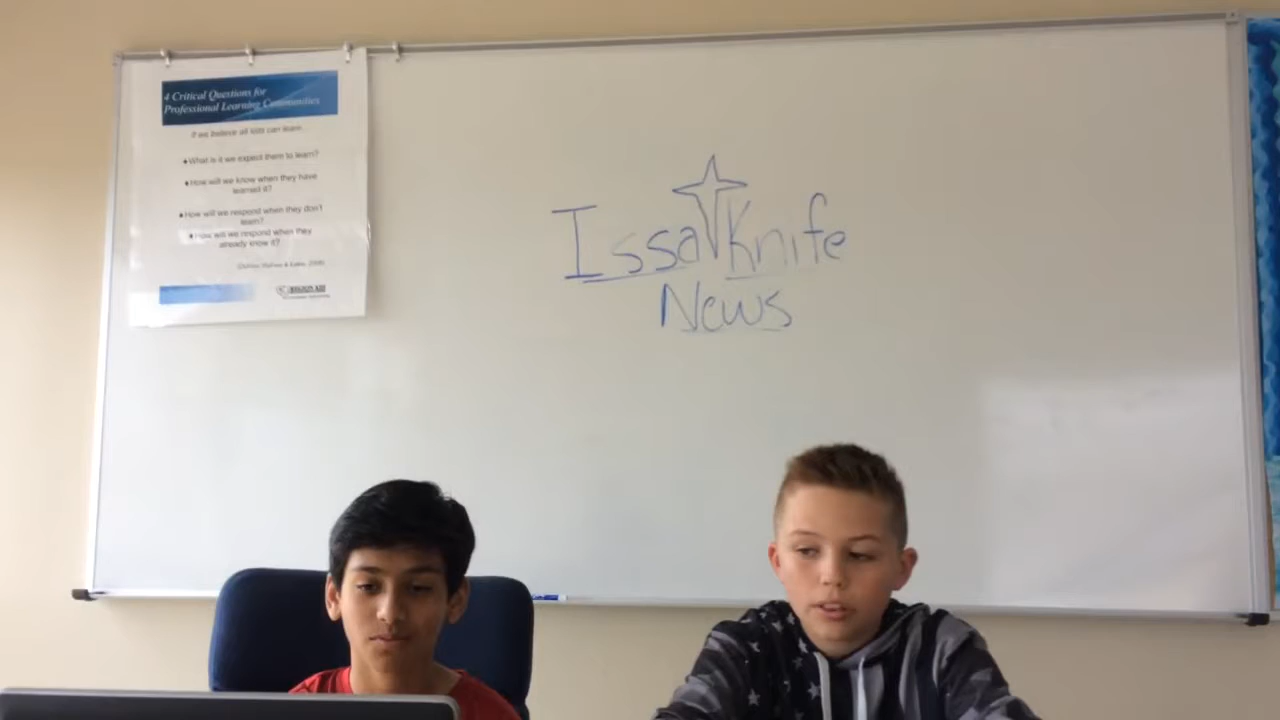 4 Critical Questions for
Professional Learning Communities
If we believe all kids can learn...
♦What is it we expect them to learn?
♦How will we know when they have
learned it?
♦How will we respond when they don't
learn?
♦How will we respond when they
already know it?
Issa Knife
News